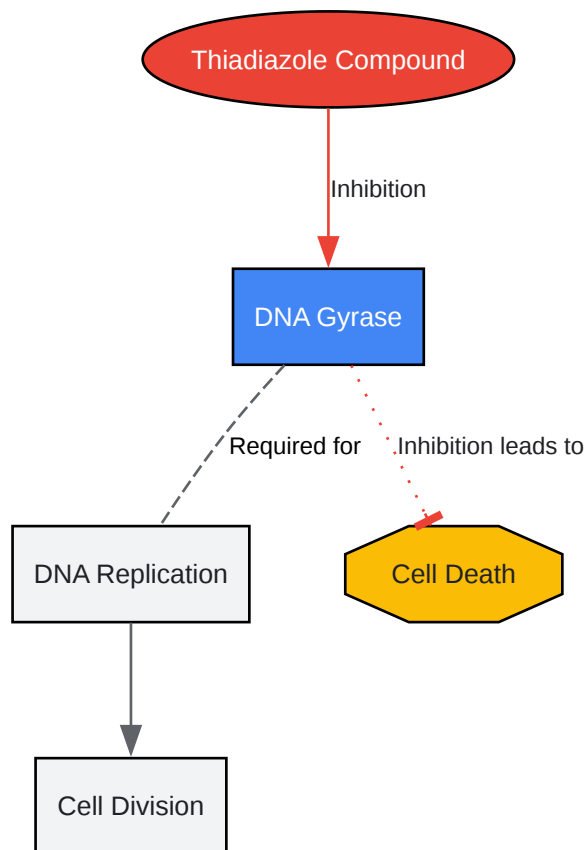 Thiadiazole Compound
Inhibition
DNA Gyrase
Required for
Inhibition leads to
DNA Replication
Cell Death
Cell Division